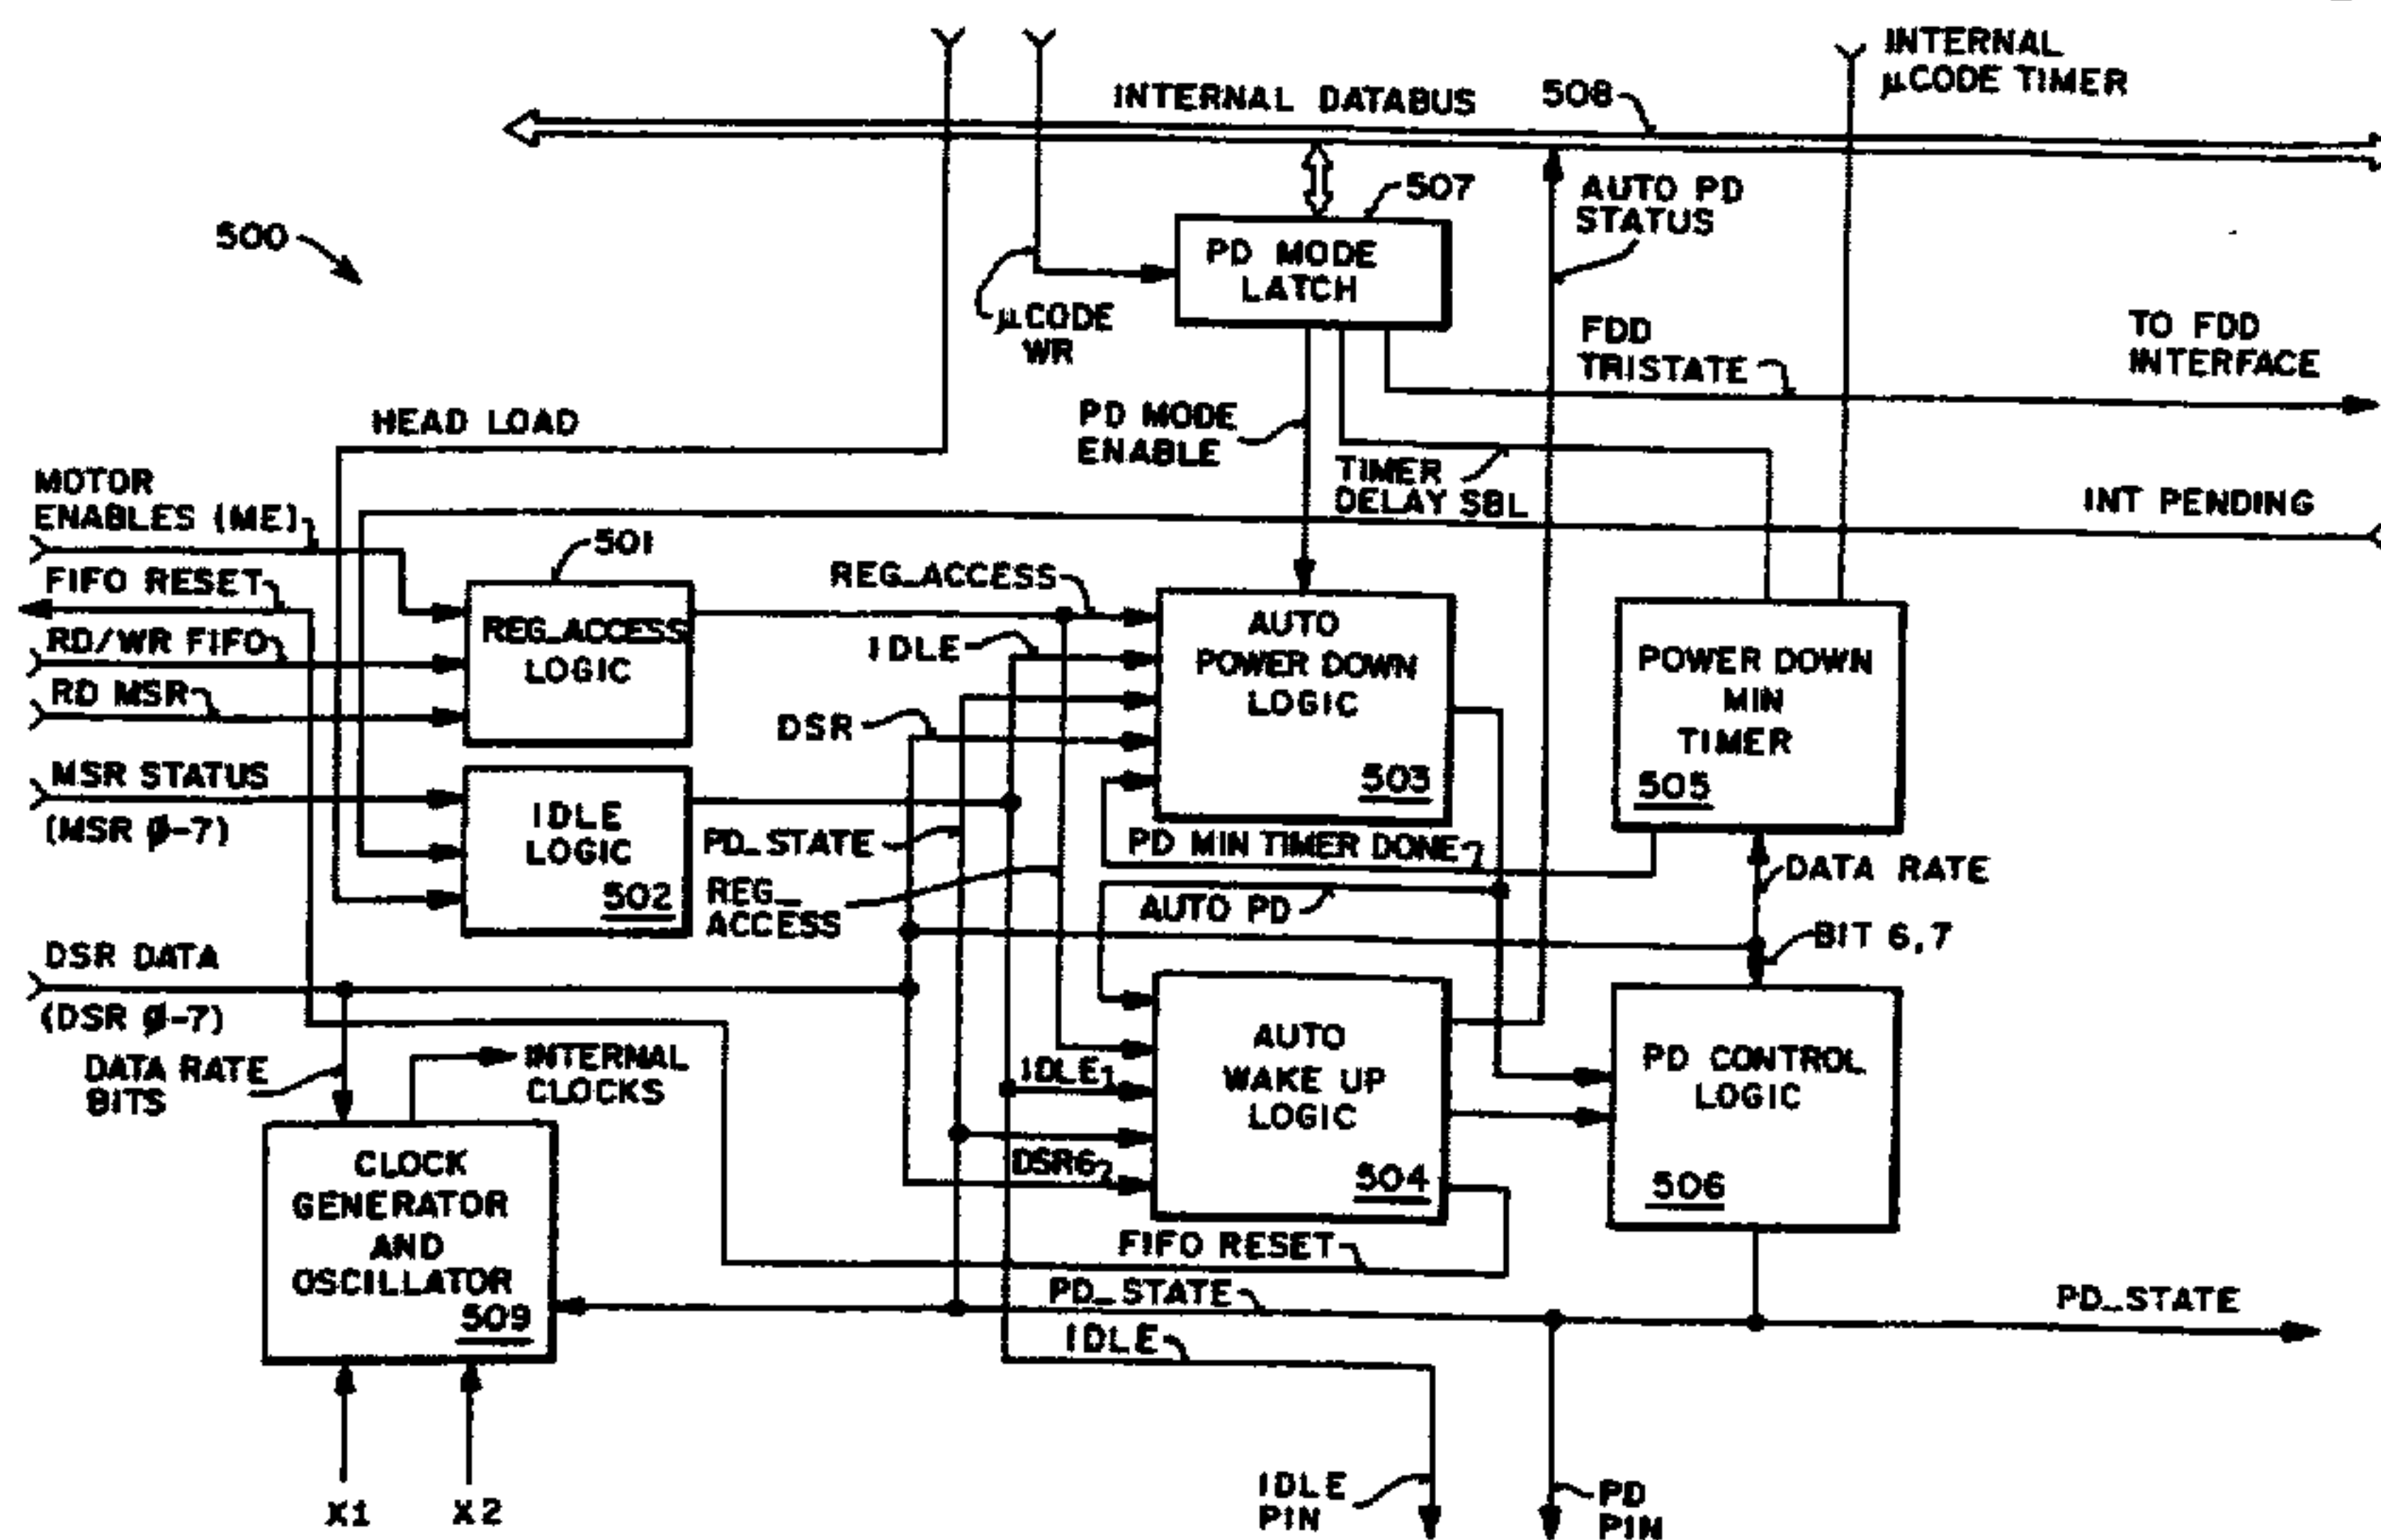 INTERNAL
μCODE TIMER
INTERNAL DATABUS
508
507
AUTO PD
STATUS
500
PD MODE
LATCH
μCODE
WR
FDD
TRISTATE
TO FDD
INTERFACE
HEAD LOAD
PD MODE
ENABLE
TIMER
DELAY SBL
INT PENDING
MOTOR
ENABLES (ME)
501
FIFO RESET
REG_ACCESS
RD/WR FIFO
REG_ACCESS
LOGIC
IDLE
RD MSR
DSR
AUTO
POWER DOWN
LOGIC
503
POWER DOWN
MIN
TIMER
505
MSR STATUS
(MSR Ø-7)
IDLE
LOGIC
502
PD_STATE
REG_
ACCESS
PD MIN TIMER DONE
DATA RATE
AUTO PD
BIT 6,7
DSR DATA
(DSR Ø-7)
DATA RATE
BITS
INTERNAL
CLOCKS
IDLE
AUTO
WAKE UP
LOGIC
504
PD CONTROL
LOGIC
506
DSR6
CLOCK
GENERATOR
AND
OSCILLATOR
509
FIFO RESET
PD_STATE
PD_STATE
IDLE
X1
X2
IDLE
PIN
PD
PIN